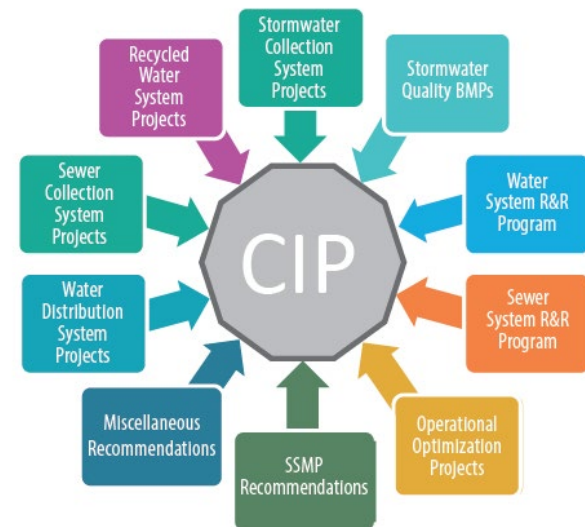 Stormwater
Collection
System
Projects
Stormwater
Quality BMPs
Water
System R&R
Program
Sewer
System R&R
Program
Operational
Optimization
Projects
SSMP
Recommendations
Miscellaneous
Recommendations
Water
Distribution
System
Projects
Sewer
Collection
System
Projects
Recycled
Water
System
Projects
CIP